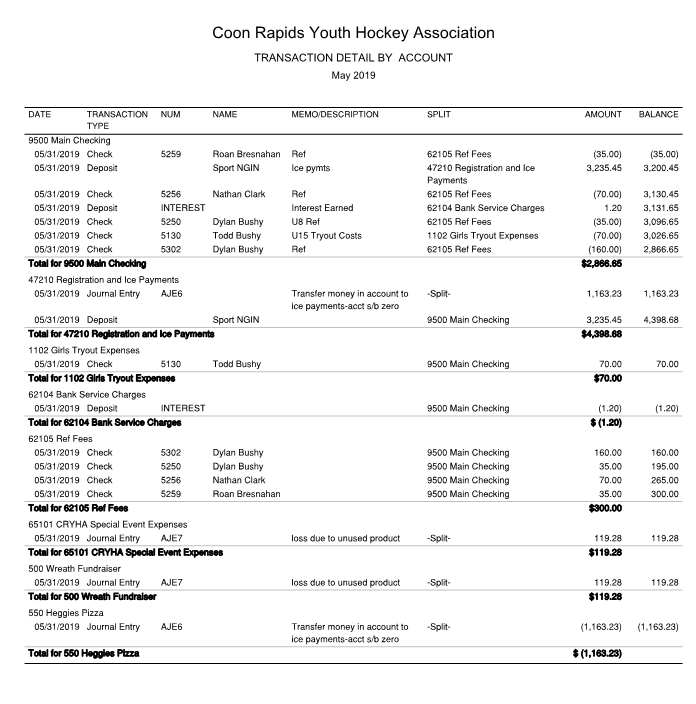 Coon Rapids Youth Hockey Association
TRANSACTION DETAIL BY ACCOUNT
May 2019
DATE TRANSACTION TYPE NUM NAME MEMO/DESCRIPTION SPLIT AMOUNT BALANCE
9500 Main Checking
05/31/2019 Check 5259 Roan Bresnahan Ref 62105 Ref Fees (35.00) (35.00)
05/31/2019 Deposit Sport NGIN Ice pymts 47210 Registration and Ice Payments 3,235.45 3,200.45
05/31/2019 Check 5256 Nathan Clark Ref 62105 Ref Fees (70.00) 3,130.45
05/31/2019 Deposit INTEREST Interest Earned 62104 Bank Service Charges 1.20 3,131.65
05/31/2019 Check 5250 Dylan Bushy U8 Ref 62105 Ref Fees (35.00) 3,096.65
05/31/2019 Check 5130 Todd Bushy U15 Tryout Costs 1102 Girls Tryout Expenses (70.00) 3,026.65
05/31/2019 Check 5302 Dylan Bushy Ref 62105 Ref Fees (160.00) 2,866.65
Total for 9500 Main Checking $2,866.65
47210 Registration and Ice Payments
05/31/2019 Journal Entry AJE6 Transfer money in account to ice payments-acct s/b zero -Split- 1,163.23 1,163.23
05/31/2019 Deposit Sport NGIN 9500 Main Checking 3,235.45 4,398.68
Total for 47210 Registration and Ice Payments $4,398.68
1102 Girls Tryout Expenses
05/31/2019 Check 5130 Todd Bushy 9500 Main Checking 70.00 70.00
Total for 1102 Girls Tryout Expenses $70.00
62104 Bank Service Charges
05/31/2019 Deposit INTEREST 9500 Main Checking (1.20) (1.20)
Total for 62104 Bank Service Charges $ (1.20)
62105 Ref Fees
05/31/2019 Check 5302 Dylan Bushy 9500 Main Checking 160.00 160.00
05/31/2019 Check 5250 Dylan Bushy 9500 Main Checking 35.00 195.00
05/31/2019 Check 5256 Nathan Clark 9500 Main Checking 70.00 265.00
05/31/2019 Check 5259 Roan Bresnahan 9500 Main Checking 35.00 300.00
Total for 62105 Ref Fees $300.00
65101 CRYHA Special Event Expenses
05/31/2019 Journal Entry AJE7 loss due to unused product -Split- 119.28 119.28
Total for 65101 CRYHA Special Event Expenses $119.28
500 Wreath Fundraiser
05/31/2019 Journal Entry AJE7 loss due to unused product -Split- 119.28 119.28
Total for 500 Wreath Fundraiser $119.28
550 Heggies Pizza
05/31/2019 Journal Entry AJE6 Transfer money in account to ice payments-acct s/b zero -Split- (1,163.23) (1,163.23)
Total for 550 Heggies Pizza $ (1,163.23)